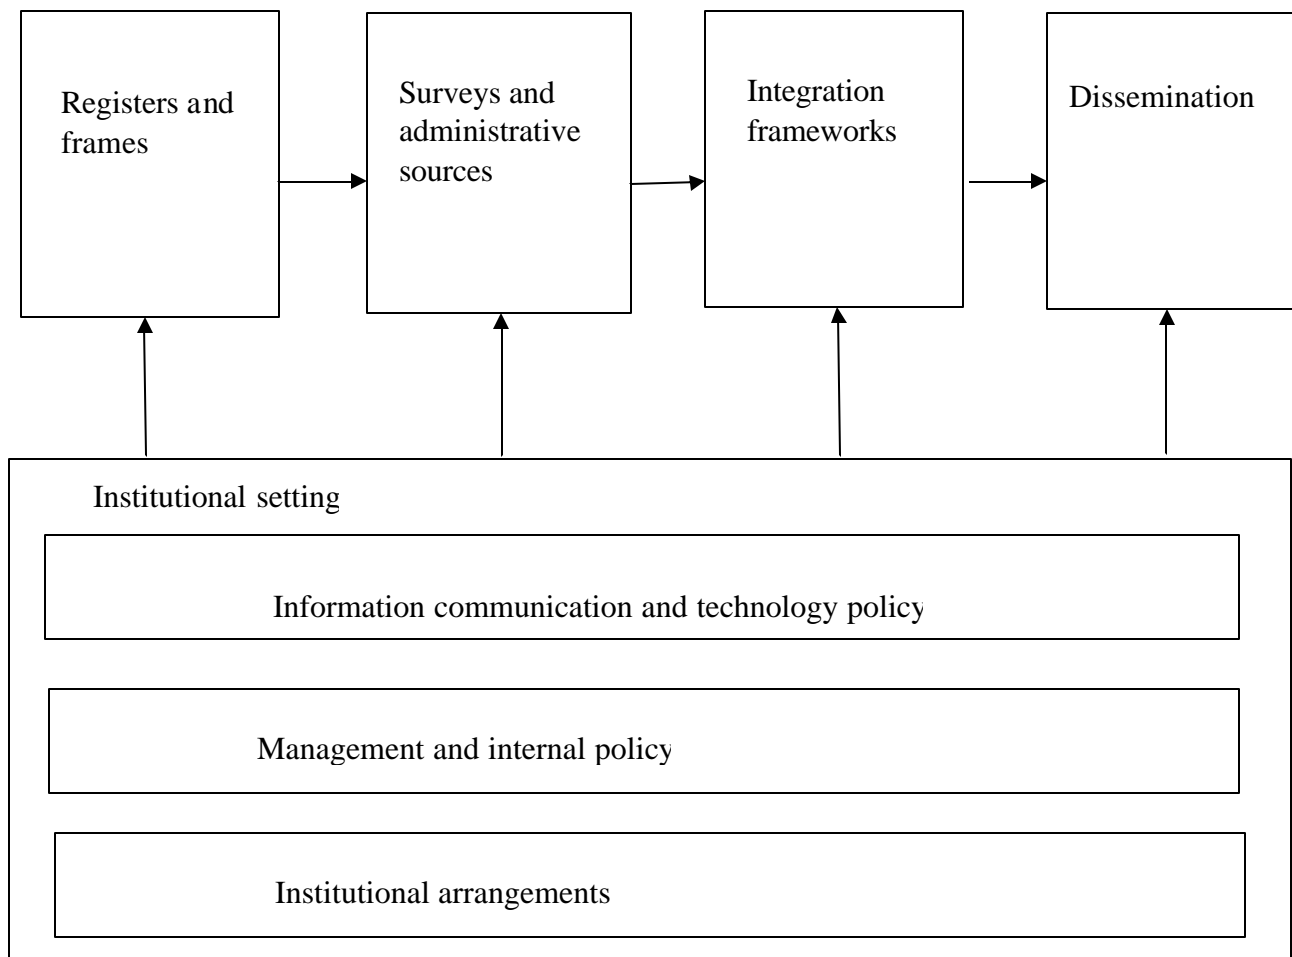 Registers and
frames
Surveys and
administrative
sources
Integration
frameworks
Dissemination
Institutional setting
Information communication and technology policy
Management and internal policy
Institutional arrangements